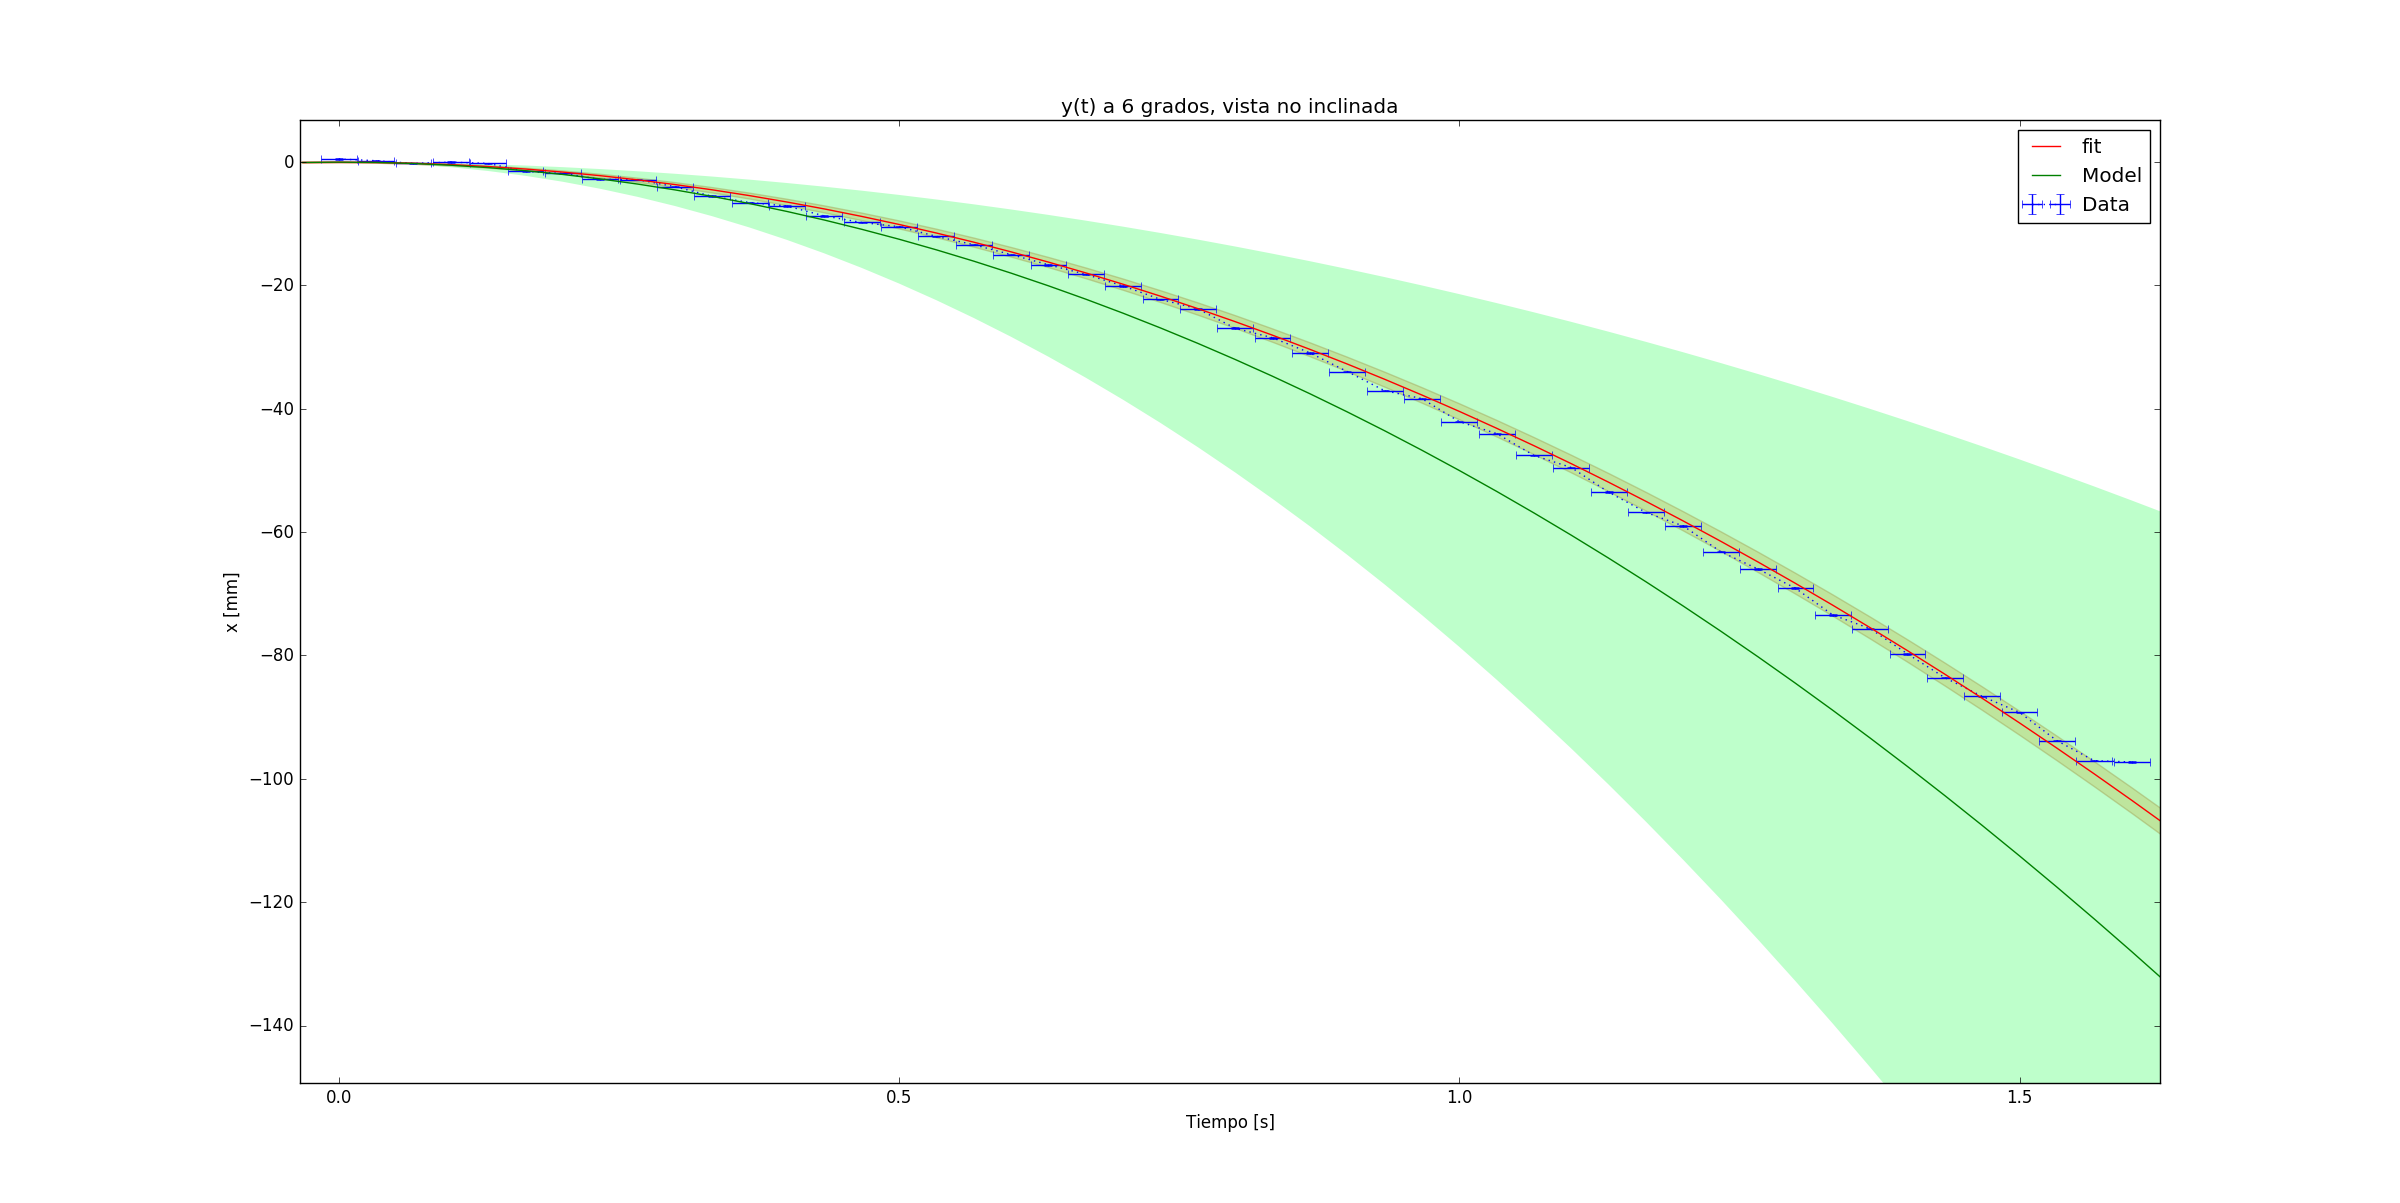 y(t) a 6 grados, vista no inclinada
fit
Model
Data
0
−20
−40
−60
−80
−100
−120
−140
x [mm]
0.0
0.5
1.0
1.5
Tiempo [s]